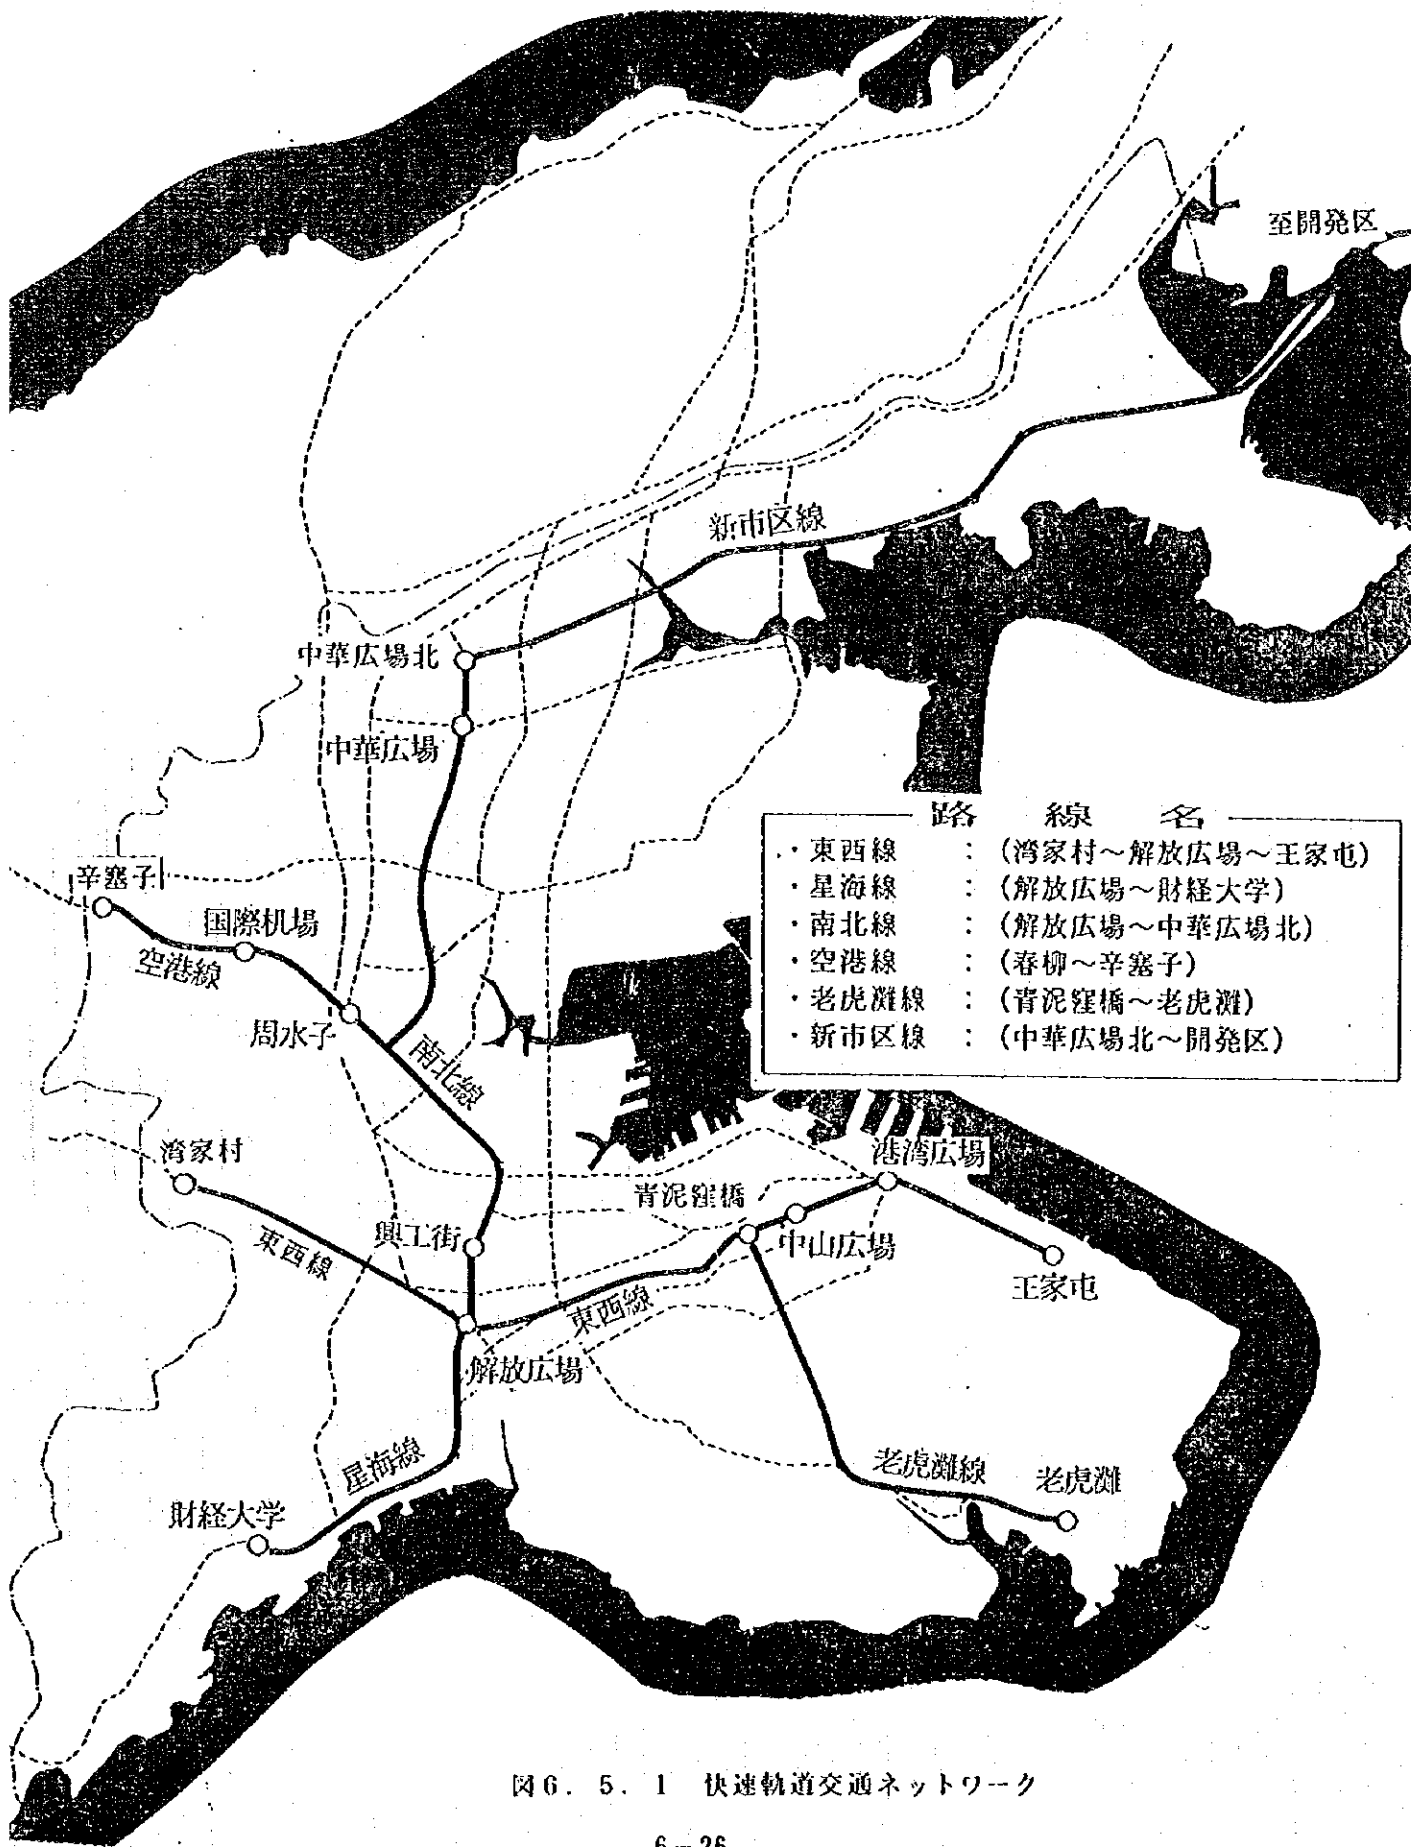 至開発区
新市区線
中華広場北
中華広場
路線名
・東西線 : (湾家村～解放広場～王家屯)
・星海線 : (解放広場～財経大学)
・南北線 : (解放広場～中華広場北)
・空港線 : (春柳～辛寨子)
・老虎灘線 : (青泥窪橋～老虎灘)
・新市区線 : (中華広場北～開発区)
辛寨子
国際机場
空港線
周水子
南北線
湾家村
港湾広場
青泥窪橋
興工街
中山広場
東西線
王家屯
東西線
解放広場
星海線
老虎灘線
老虎灘
財経大学
図6.5.1 快速軌道交通ネットワーク
6-26